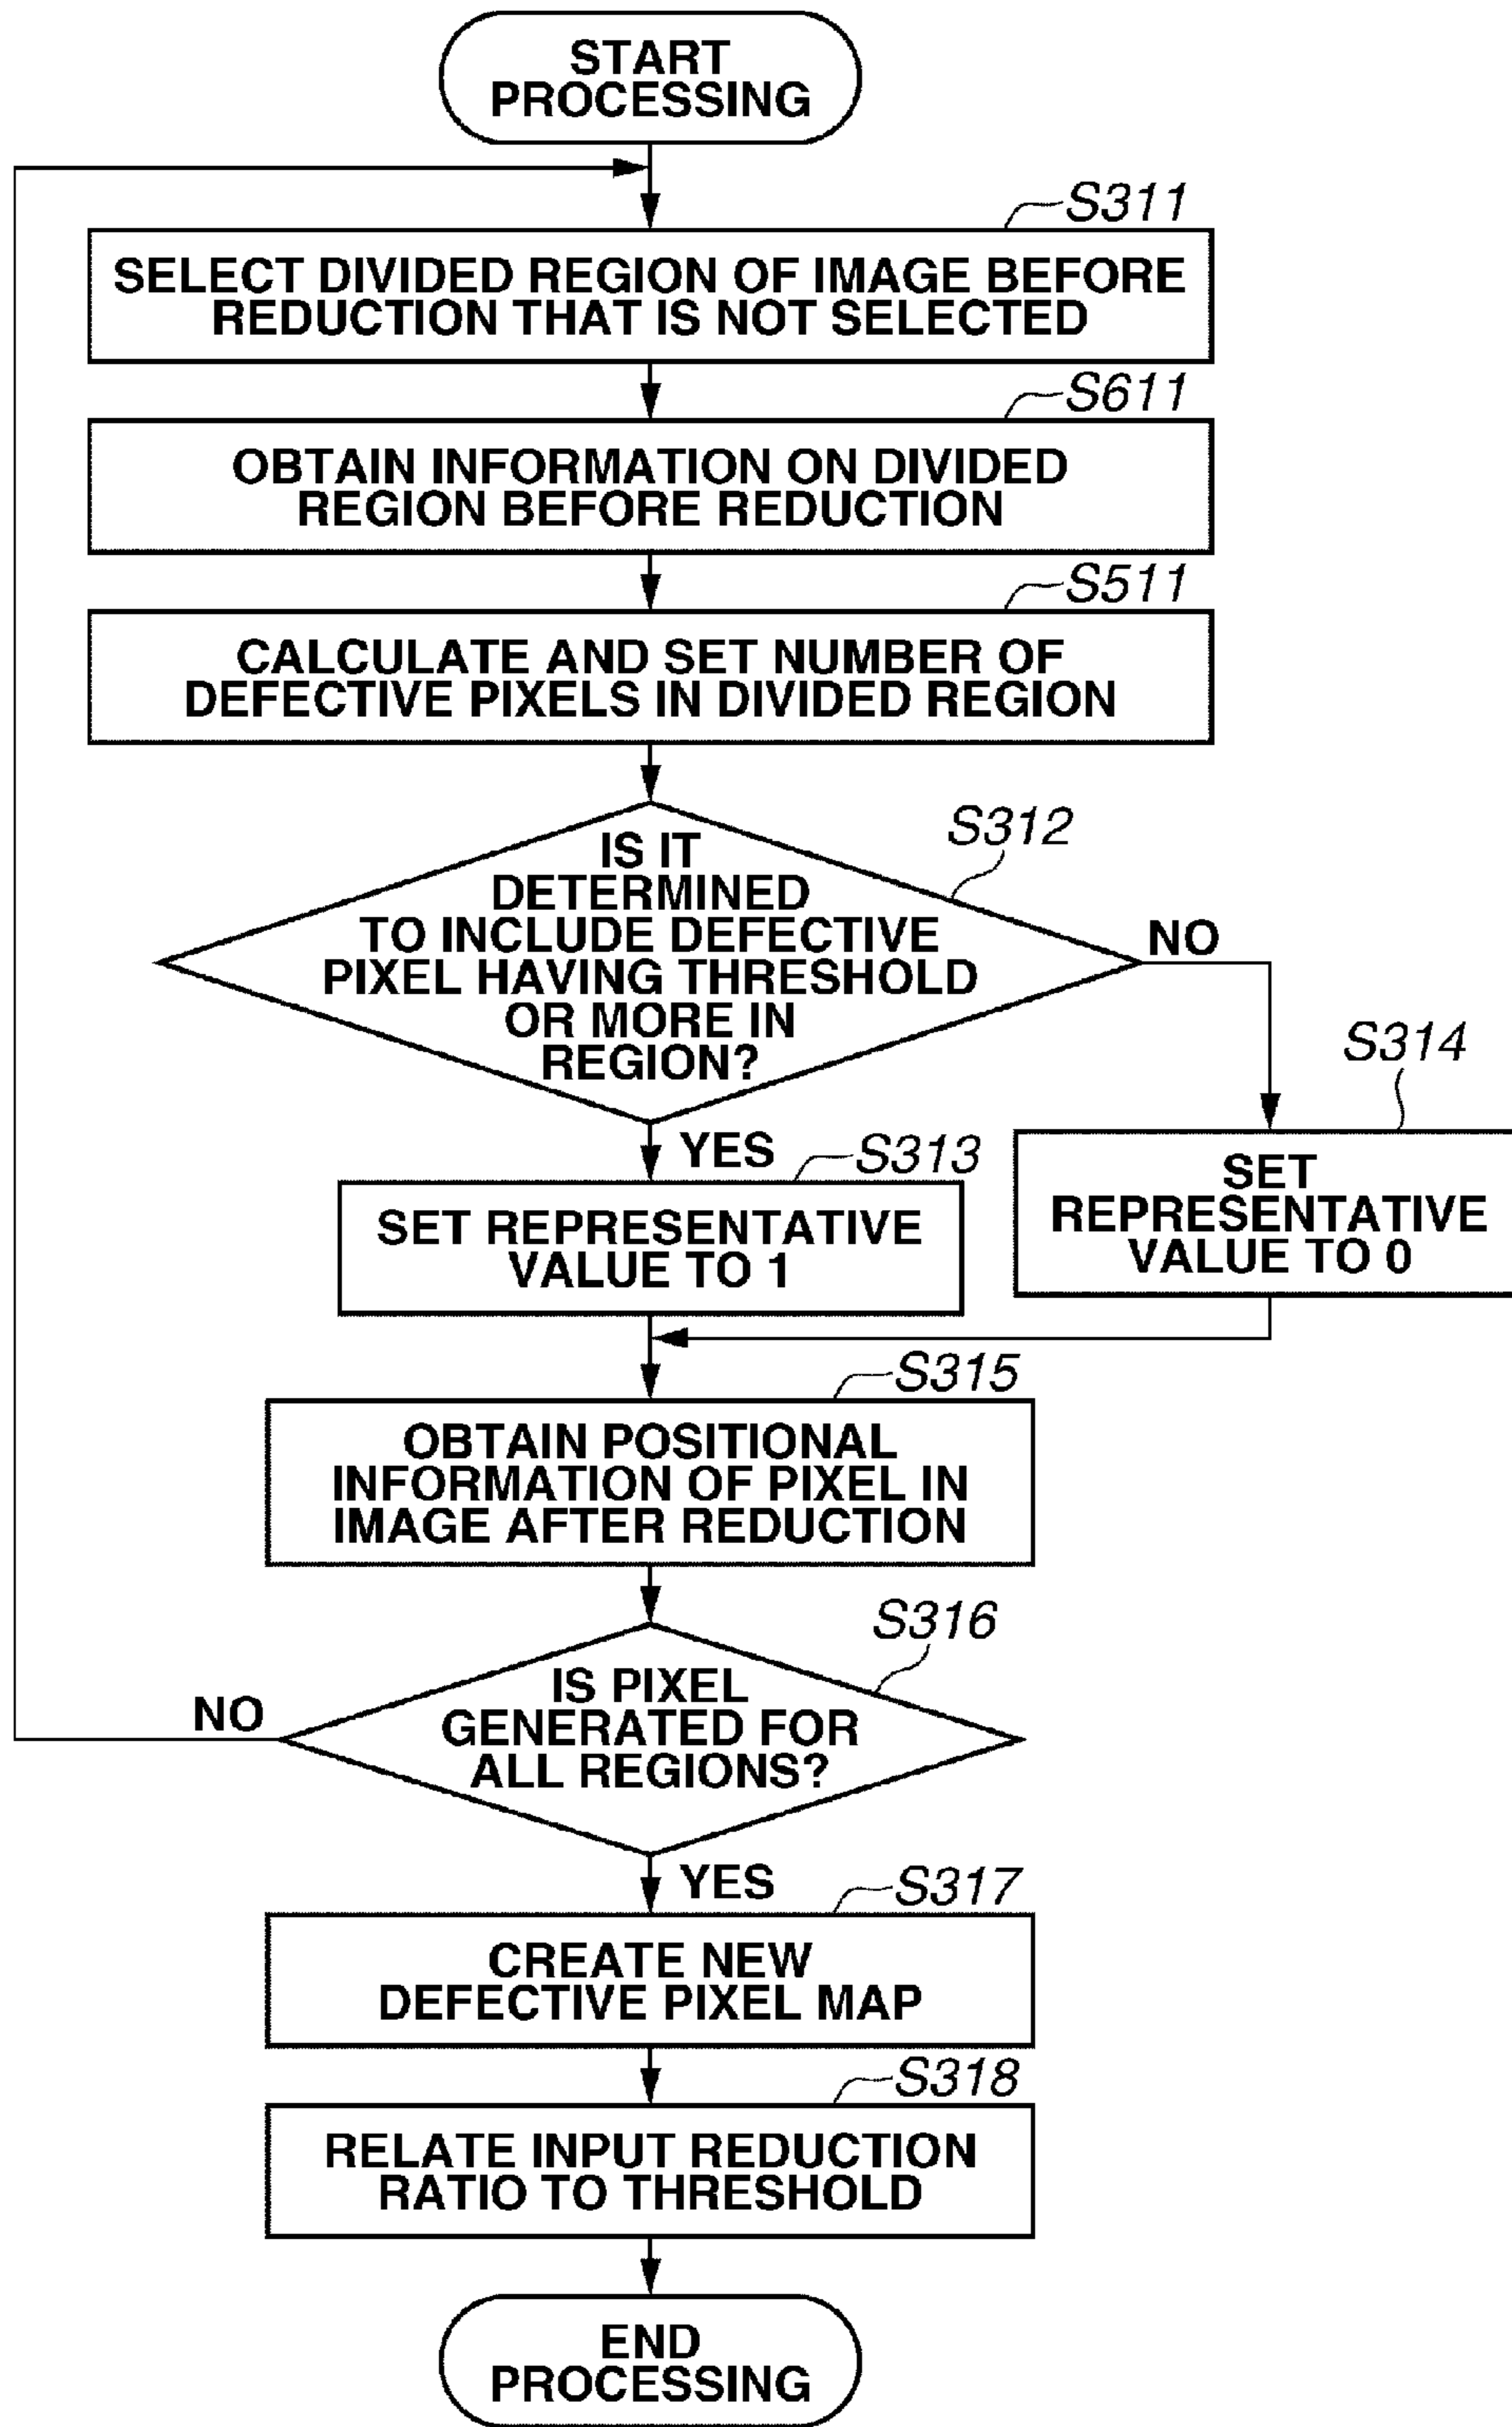 START
PROCESSING
S311
SELECT DIVIDED REGION OF IMAGE BEFORE
REDUCTION THAT IS NOT SELECTED
S611
OBTAIN INFORMATION ON DIVIDED
REGION BEFORE REDUCTION
S511
CALCULATE AND SET NUMBER OF
DEFECTIVE PIXELS IN DIVIDED REGION
S312
IS IT
DETERMINED
TO INCLUDE DEFECTIVE
PIXEL HAVING THRESHOLD
OR MORE IN
REGION?
NO
S314
SET
REPRESENTATIVE
VALUE TO 0
YES
S313
SET REPRESENTATIVE
VALUE TO 1
S315
OBTAIN POSITIONAL
INFORMATION OF PIXEL IN
IMAGE AFTER REDUCTION
S316
IS PIXEL
GENERATED FOR
ALL REGIONS?
NO
YES
S317
CREATE NEW
DEFECTIVE PIXEL MAP
S318
RELATE INPUT REDUCTION
RATIO TO THRESHOLD
END
PROCESSING